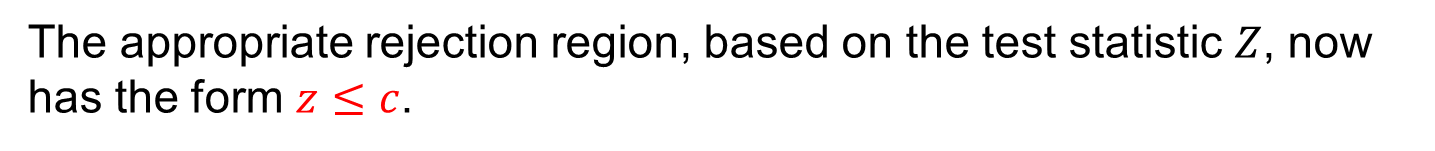 The appropriate rejection region, based on the test statistic Z, now
has the form z ≤ c.